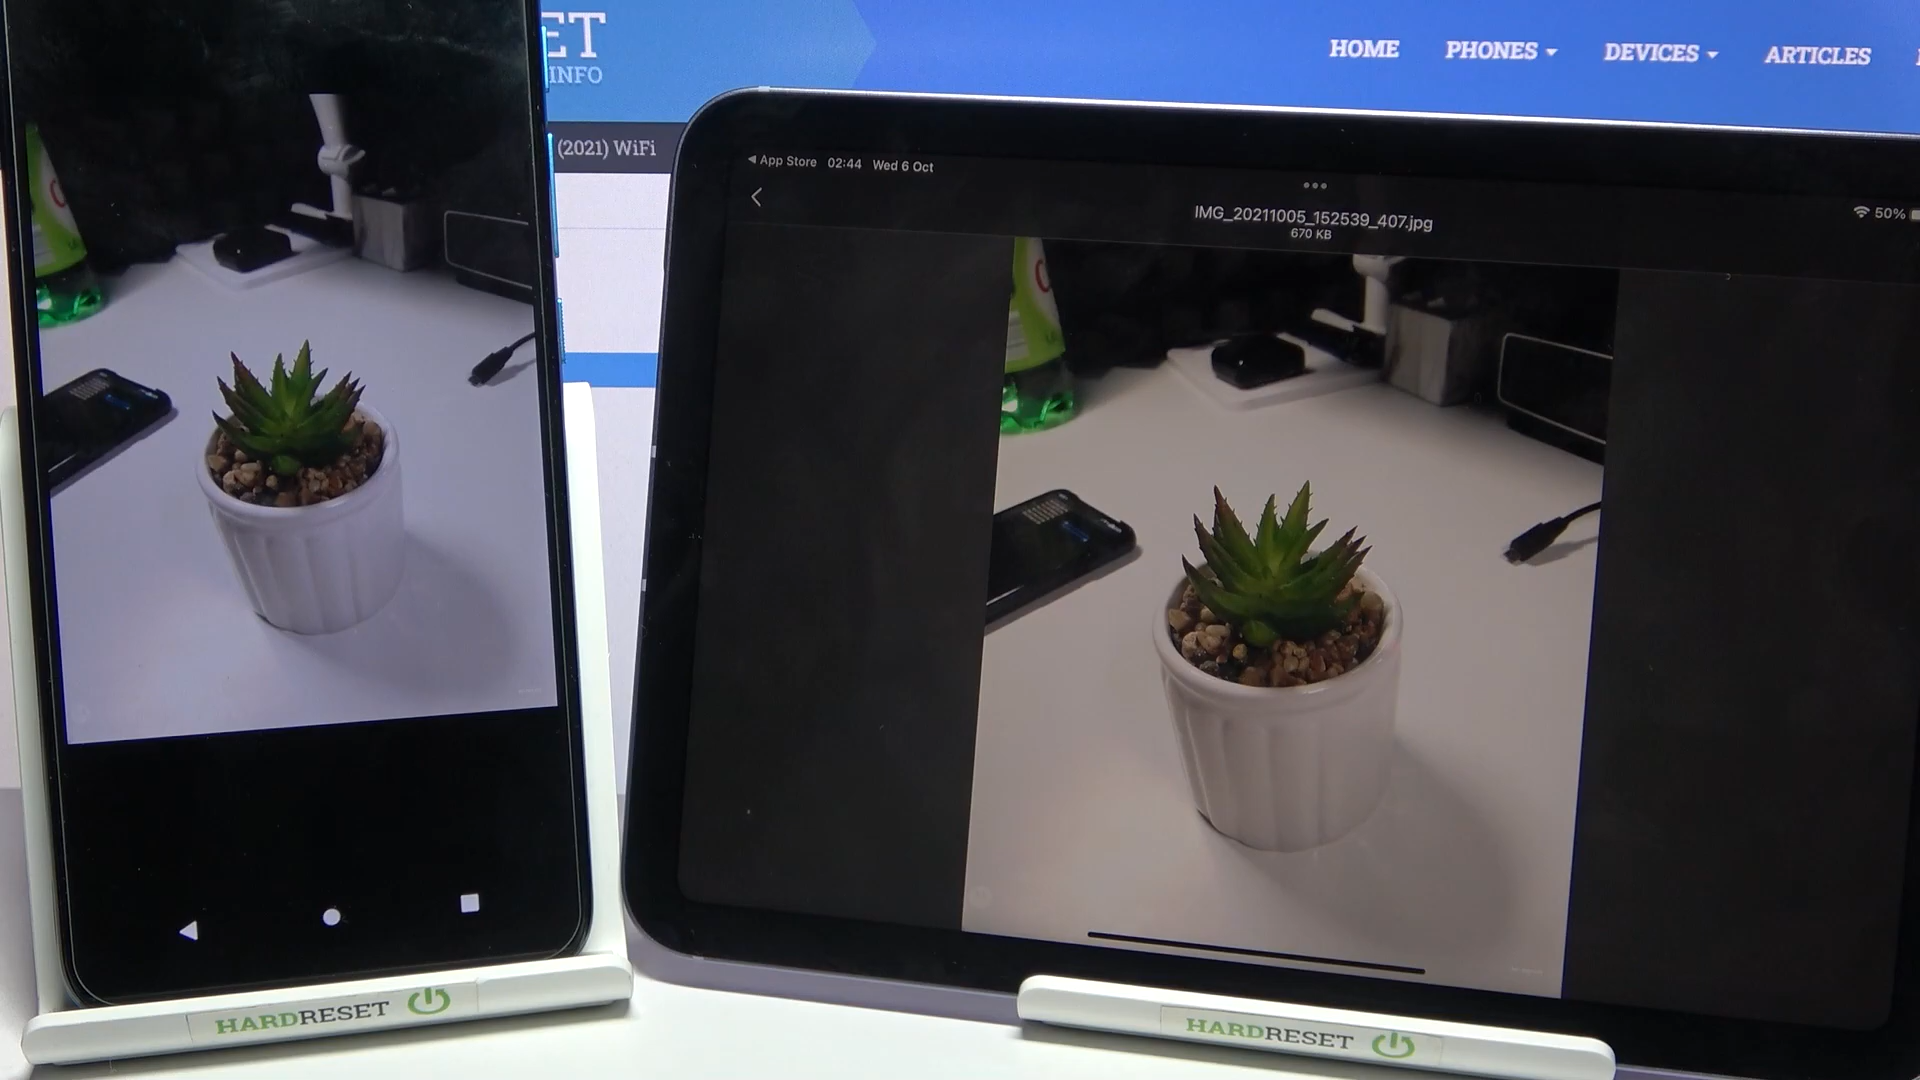 ET
INFO
HOME PHONES DEVICES ARTICLES
(2021) WiFi
App Store 02:44 Wed 6 Oct
50%
IMG_20211005_152539_407.jpg
670 KB
HARDRESET
HARDRESET